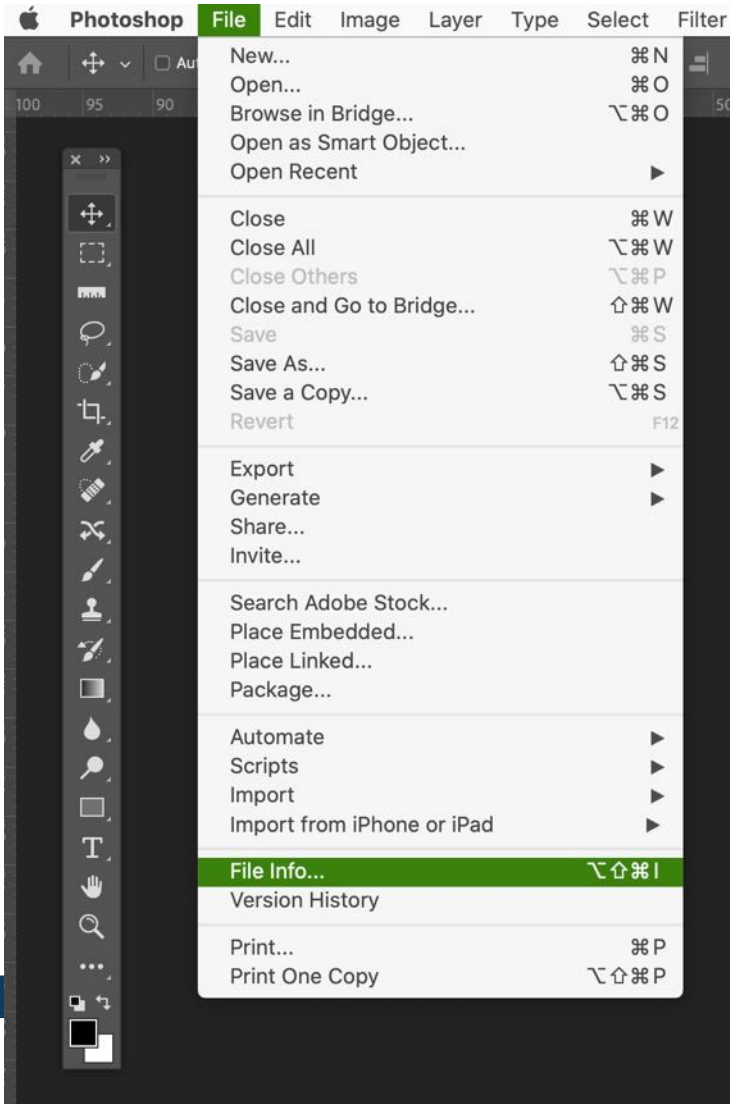 Photoshop File Edit Image Layer Type Select Filter
Au
100 95 90 50
New... ⌘N
Open... ⌘O
Browse in Bridge... ⌥⌘O
Open as Smart Object...
Open Recent ▶
Close ⌘W
Close All ⌥⌘W
Close Others ⌥⌘P
Close and Go to Bridge... ⇧⌘W
Save ⌘S
Save As... ⇧⌘S
Save a Copy... ⌥⌘S
Revert F12
Export ▶
Generate ▶
Share...
Invite...
Search Adobe Stock...
Place Embedded...
Place Linked...
Package...
Automate ▶
Scripts ▶
Import ▶
Import from iPhone or iPad ▶
File Info... ⌥⇧⌘I
Version History
Print... ⌘P
Print One Copy ⌥⇧⌘P